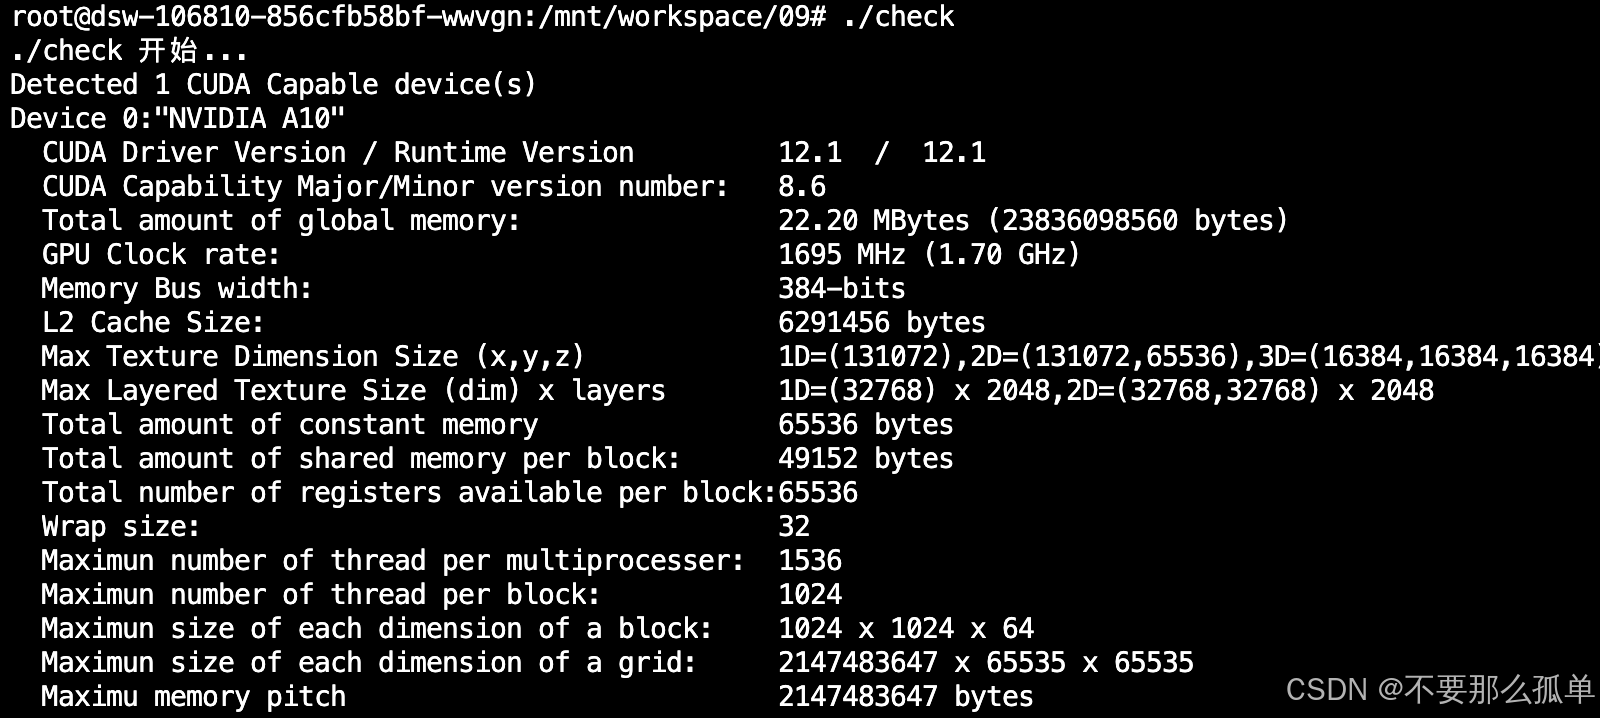 root@dsw-106810-856cfb58bf-wwvgn:/mnt/workspace/09# ./check
./check 开始...
Detected 1 CUDA Capable device(s)
Device 0:"NVIDIA A10"
CUDA Driver Version / Runtime Version 12.1 / 12.1
CUDA Capability Major/Minor version number: 8.6
Total amount of global memory: 22.20 MBytes (23836098560 bytes)
GPU Clock rate: 1695 MHz (1.70 GHz)
Memory Bus width: 384-bits
L2 Cache Size: 6291456 bytes
Max Texture Dimension Size (x,y,z) 1D=(131072),2D=(131072,65536),3D=(16384,16384,16384)
Max Layered Texture Size (dim) x layers 1D=(32768) x 2048,2D=(32768,32768) x 2048
Total amount of constant memory 65536 bytes
Total amount of shared memory per block: 49152 bytes
Total number of registers available per block:65536
Wrap size: 32
Maximun number of thread per multiprocesser: 1536
Maximun number of thread per block: 1024
Maximun size of each dimension of a block: 1024 x 1024 x 64
Maximun size of each dimension of a grid: 2147483647 x 65535 x 65535
Maximu memory pitch 2147483647 bytes
CSDN @不要那么孤单